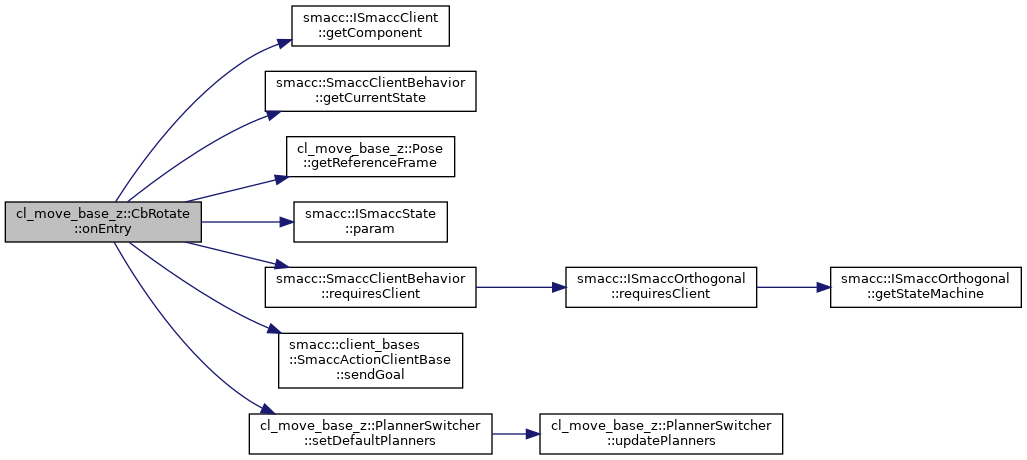 smacc::ISmaccClient
::getComponent
smacc::SmaccClientBehavior
::getCurrentState
cl_move_base_z::Pose
::getReferenceFrame
cl_move_base_z::CbRotate
::onEntry
smacc::ISmaccState
::param
smacc::SmaccClientBehavior
::requiresClient
smacc::ISmaccOrthogonal
::requiresClient
smacc::ISmaccOrthogonal
::getStateMachine
smacc::client_bases
::SmaccActionClientBase
::sendGoal
cl_move_base_z::PlannerSwitcher
::setDefaultPlanners
cl_move_base_z::PlannerSwitcher
::updatePlanners